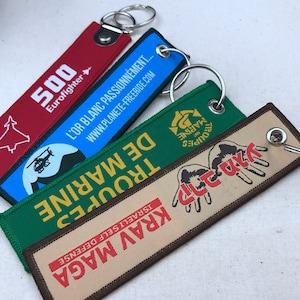 500
Eurofighter
L'OR BLANC PASSIONNEMENT...
WWW.PLANETE-FREERIDE.COM
TROUPES
DE MARINE
TROUPES
DE MARINE
KRAV MAGA
ISRAELI SELF DEFENSE